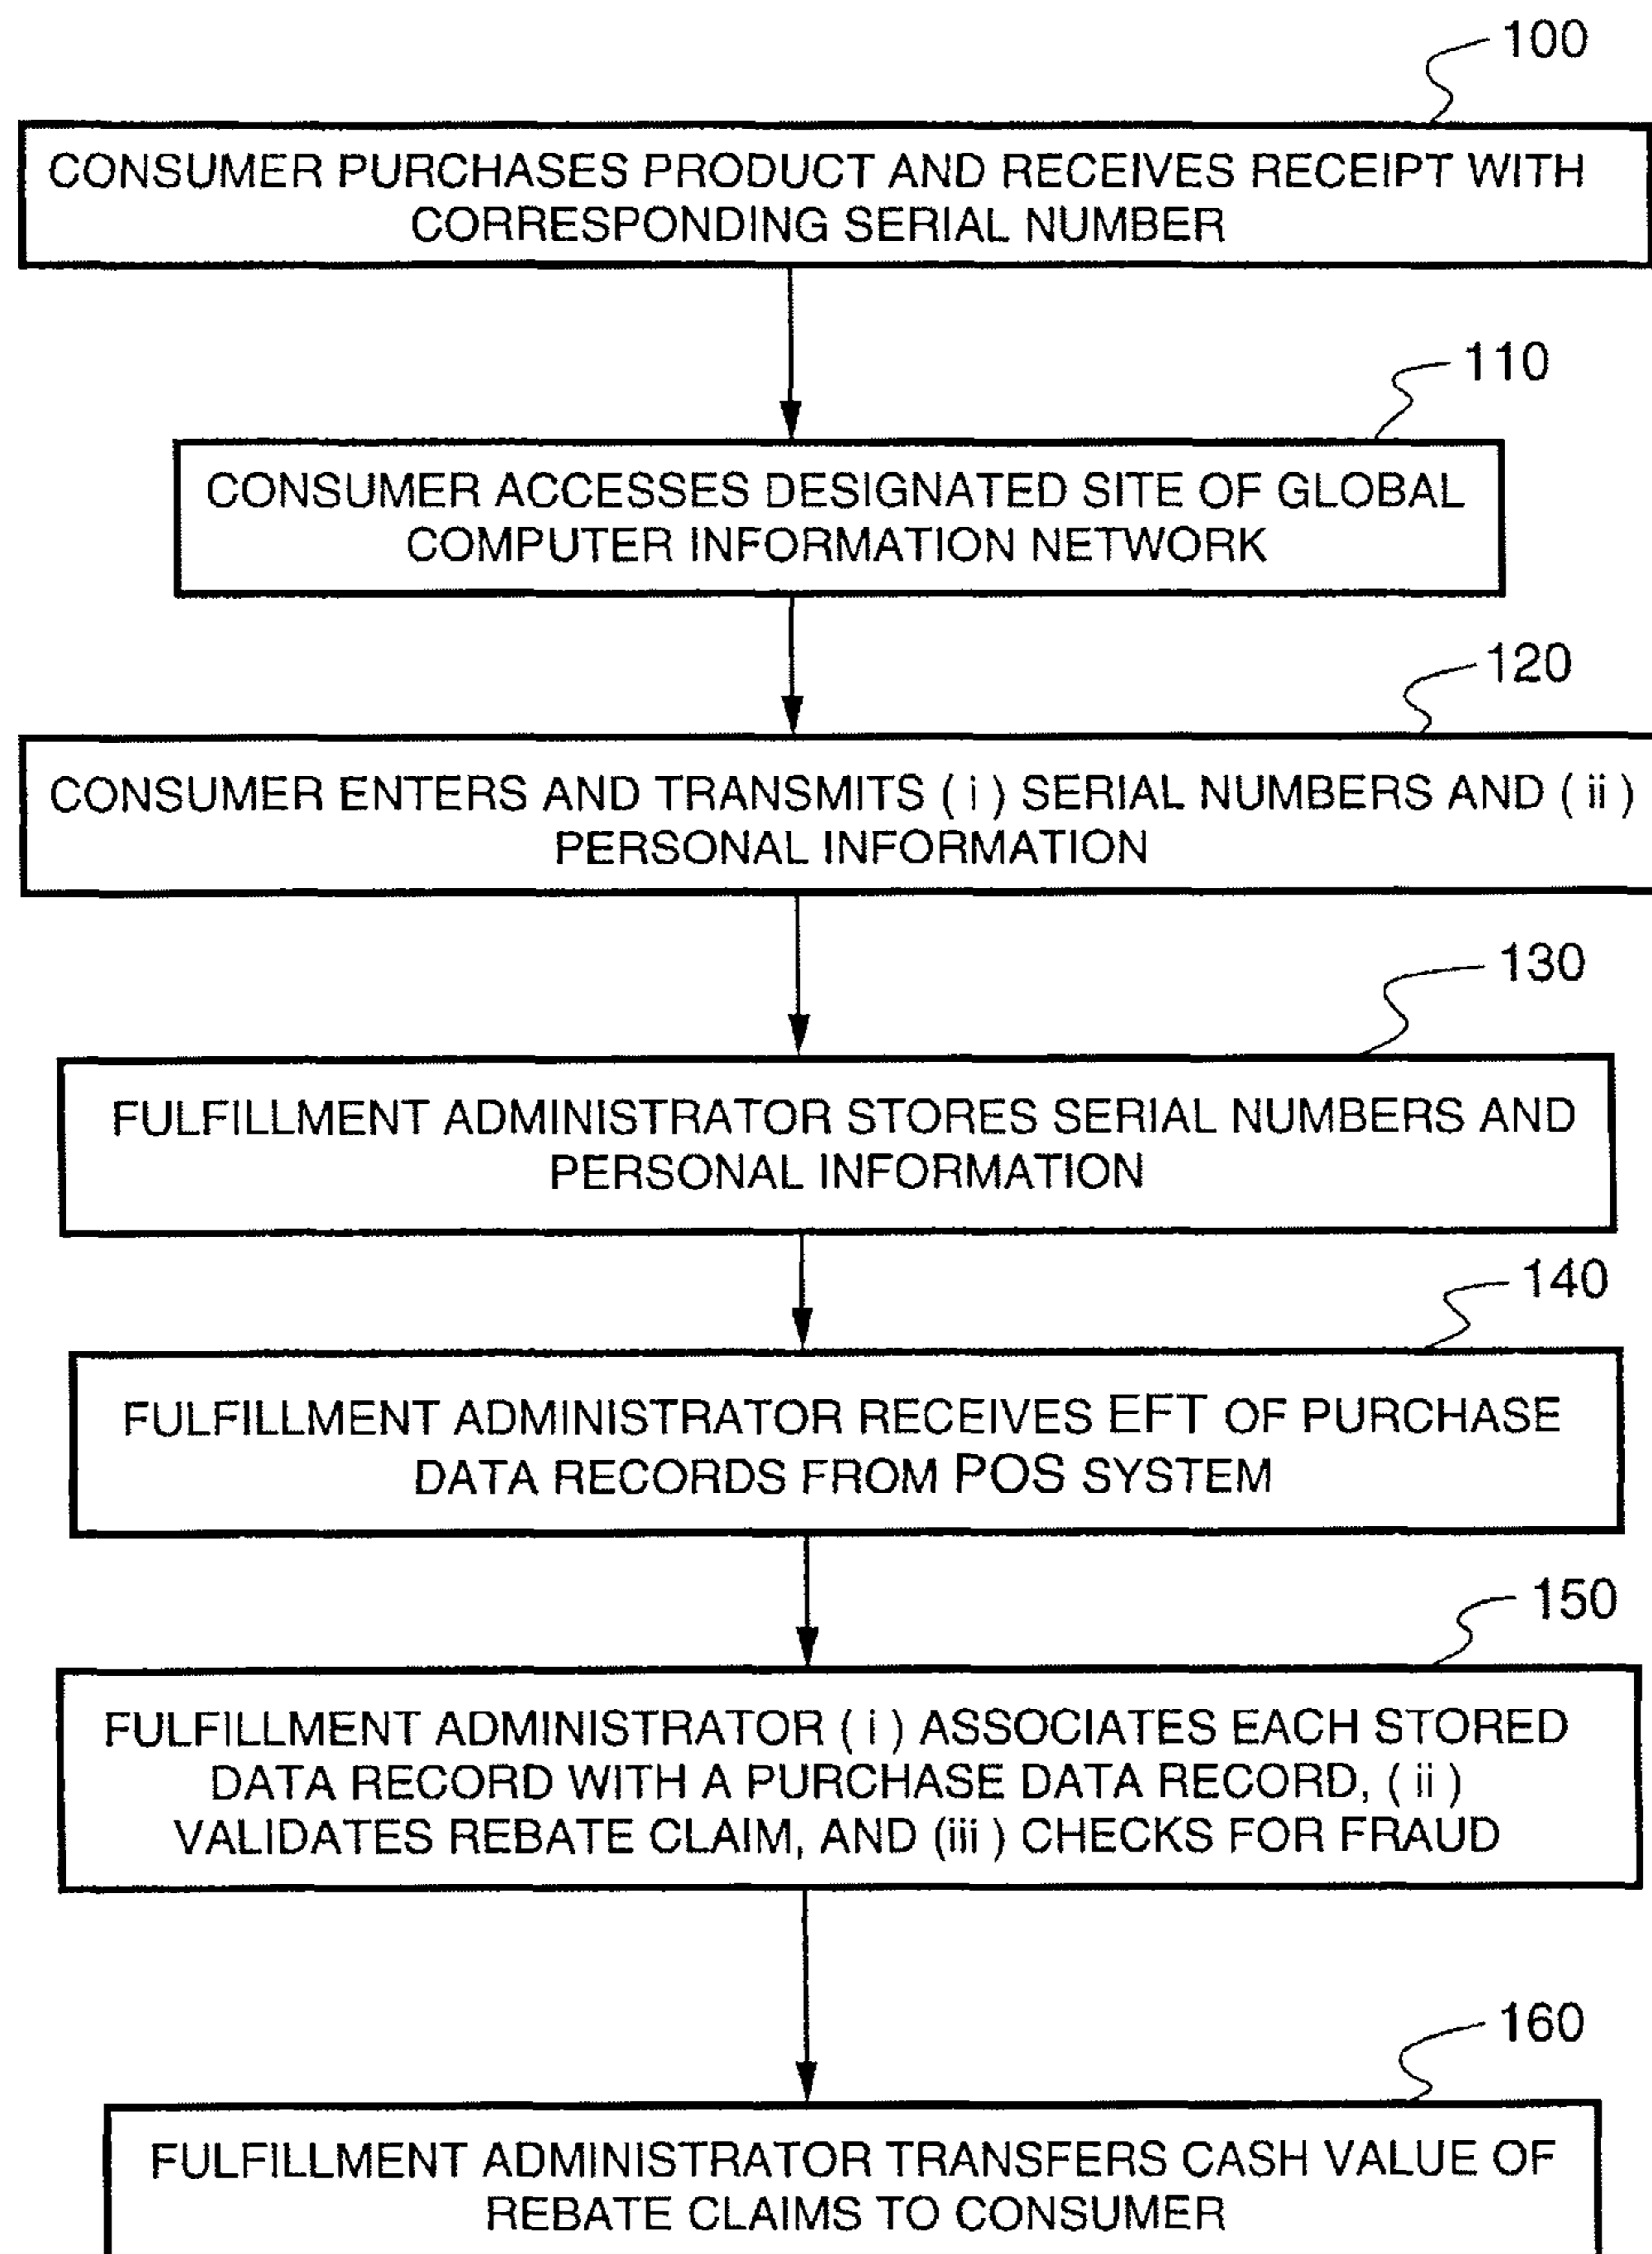 100
CONSUMER PURCHASES PRODUCT AND RECEIVES RECEIPT WITH
CORRESPONDING SERIAL NUMBER
110
CONSUMER ACCESSES DESIGNATED SITE OF GLOBAL
COMPUTER INFORMATION NETWORK
120
CONSUMER ENTERS AND TRANSMITS ( i ) SERIAL NUMBERS AND ( ii )
PERSONAL INFORMATION
130
FULFILLMENT ADMINISTRATOR STORES SERIAL NUMBERS AND
PERSONAL INFORMATION
140
FULFILLMENT ADMINISTRATOR RECEIVES EFT OF PURCHASE
DATA RECORDS FROM POS SYSTEM
150
FULFILLMENT ADMINISTRATOR ( i ) ASSOCIATES EACH STORED
DATA RECORD WITH A PURCHASE DATA RECORD, ( ii )
VALIDATES REBATE CLAIM, AND (iii ) CHECKS FOR FRAUD
160
FULFILLMENT ADMINISTRATOR TRANSFERS CASH VALUE OF
REBATE CLAIMS TO CONSUMER